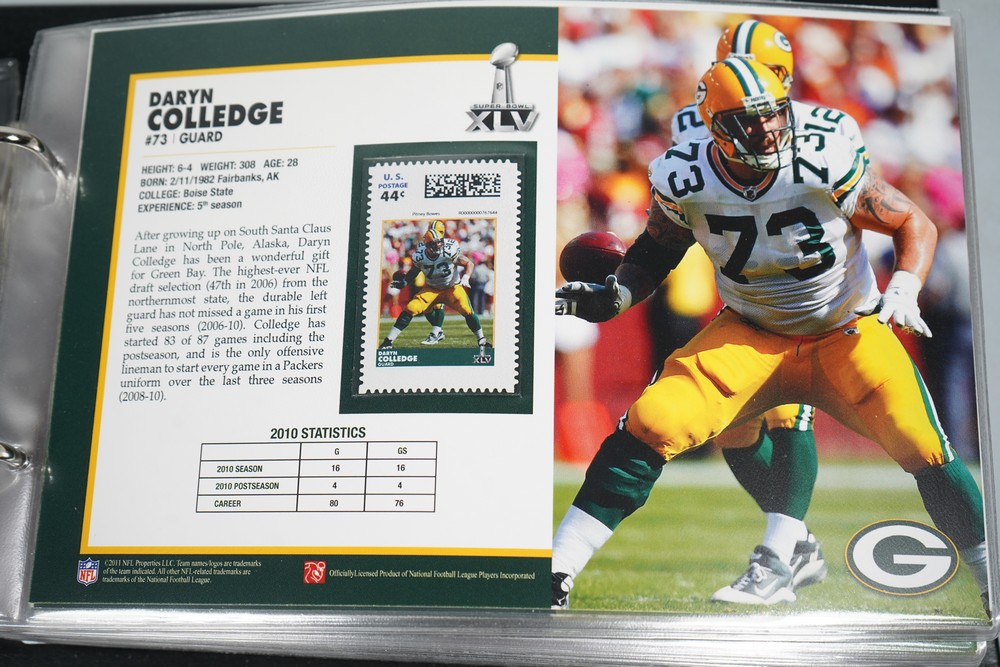 DARYN
COLLEDGE
#73 | GUARD
HEIGHT: 6-4 WEIGHT: 308 AGE: 28
BORN: 2/11/1982 Fairbanks, AK
COLLEGE: Boise State
EXPERIENCE: 5th season
After growing up on South Santa Claus
Lane in North Pole, Alaska, Daryn
Colledge has been a wonderful gift
for Green Bay. The highest-ever NFL
draft selection (47th in 2006) from the
northernmost state, the durable left
guard has not missed a game in his first
five seasons (2006-10). Colledge has
started 83 of 87 games including the
postseason, and is the only offensive
lineman to start every game in a Packers
uniform over the last three seasons
(2008-10).
SUPER BOWL
XLV
U.S.
POSTAGE
44¢
Pitney Bowes
DARYN
COLLEDGE
GUARD
XLV
2010 STATISTICS
G GS
2010 SEASON 16 16
2010 POSTSEASON 4 4
CAREER 80 76
NFL
©2011 NFL Properties LLC. Team names/logos are trademarks
of the team indicated. All other NFL-related trademarks are
trademarks of the National Football League.
Officially Licensed Product of National Football League Players Incorporated
73
73
73
2
2
G
G